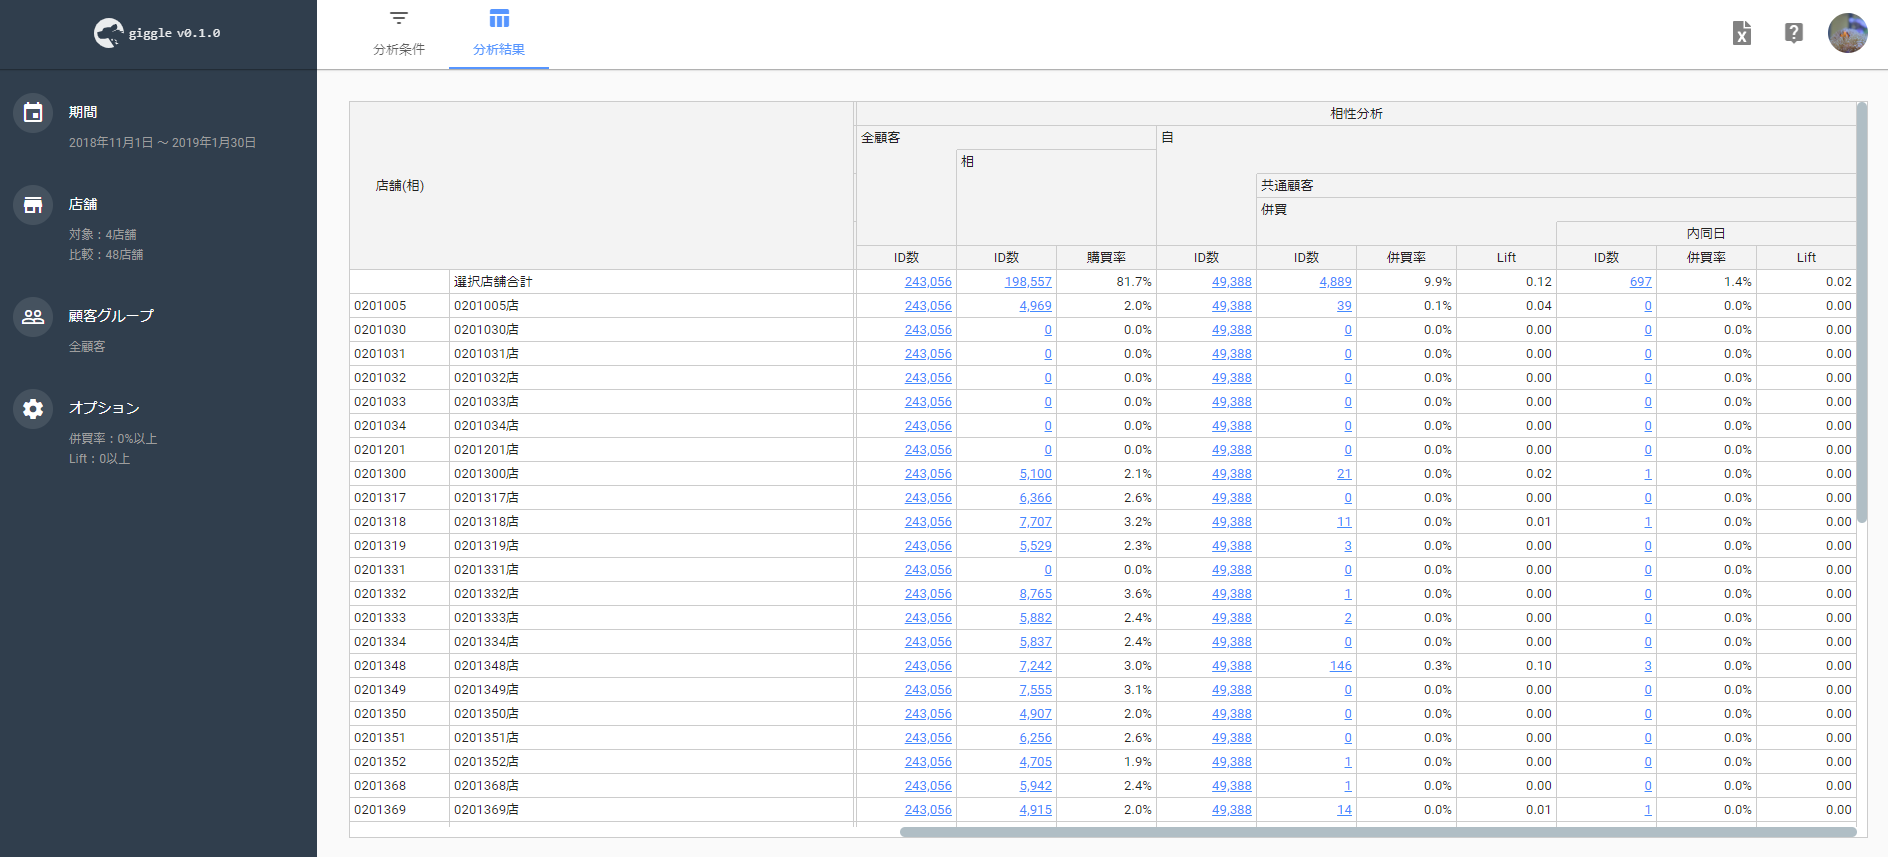 giggle v0.1.0
分析条件
分析結果
期間
2018年11月1日 ～ 2019年1月30日
店舗
対象：4店舗
比較：48店舗
顧客グループ
全顧客
オプション
併買率：0%以上
Lift：0以上
店舗(相) 相性分析
全顧客 自
相
共通顧客
併買
内同日
ID数 ID数 購買率 ID数 ID数 併買率 Lift ID数 併買率 Lift
選択店舗合計 243,056 198,557 81.7% 49,388 4,889 9.9% 0.12 697 1.4% 0.02
0201005 0201005店 243,056 4,969 2.0% 49,388 39 0.1% 0.04 0 0.0% 0.00
0201030 0201030店 243,056 0 0.0% 49,388 0 0.0% 0.00 0 0.0% 0.00
0201031 0201031店 243,056 0 0.0% 49,388 0 0.0% 0.00 0 0.0% 0.00
0201032 0201032店 243,056 0 0.0% 49,388 0 0.0% 0.00 0 0.0% 0.00
0201033 0201033店 243,056 0 0.0% 49,388 0 0.0% 0.00 0 0.0% 0.00
0201034 0201034店 243,056 0 0.0% 49,388 0 0.0% 0.00 0 0.0% 0.00
0201201 0201201店 243,056 0 0.0% 49,388 0 0.0% 0.00 0 0.0% 0.00
0201300 0201300店 243,056 5,100 2.1% 49,388 21 0.0% 0.02 1 0.0% 0.00
0201317 0201317店 243,056 6,366 2.6% 49,388 0 0.0% 0.00 0 0.0% 0.00
0201318 0201318店 243,056 7,707 3.2% 49,388 11 0.0% 0.01 1 0.0% 0.00
0201319 0201319店 243,056 5,529 2.3% 49,388 3 0.0% 0.00 0 0.0% 0.00
0201331 0201331店 243,056 0 0.0% 49,388 0 0.0% 0.00 0 0.0% 0.00
0201332 0201332店 243,056 8,765 3.6% 49,388 1 0.0% 0.00 0 0.0% 0.00
0201333 0201333店 243,056 5,882 2.4% 49,388 2 0.0% 0.00 0 0.0% 0.00
0201334 0201334店 243,056 5,837 2.4% 49,388 0 0.0% 0.00 0 0.0% 0.00
0201348 0201348店 243,056 7,242 3.0% 49,388 146 0.3% 0.10 3 0.0% 0.00
0201349 0201349店 243,056 7,555 3.1% 49,388 0 0.0% 0.00 0 0.0% 0.00
0201350 0201350店 243,056 4,907 2.0% 49,388 0 0.0% 0.00 0 0.0% 0.00
0201351 0201351店 243,056 6,256 2.6% 49,388 0 0.0% 0.00 0 0.0% 0.00
0201352 0201352店 243,056 4,705 1.9% 49,388 1 0.0% 0.00 0 0.0% 0.00
0201368 0201368店 243,056 5,942 2.4% 49,388 1 0.0% 0.00 0 0.0% 0.00
0201369 0201369店 243,056 4,915 2.0% 49,388 14 0.0% 0.01 1 0.0% 0.00